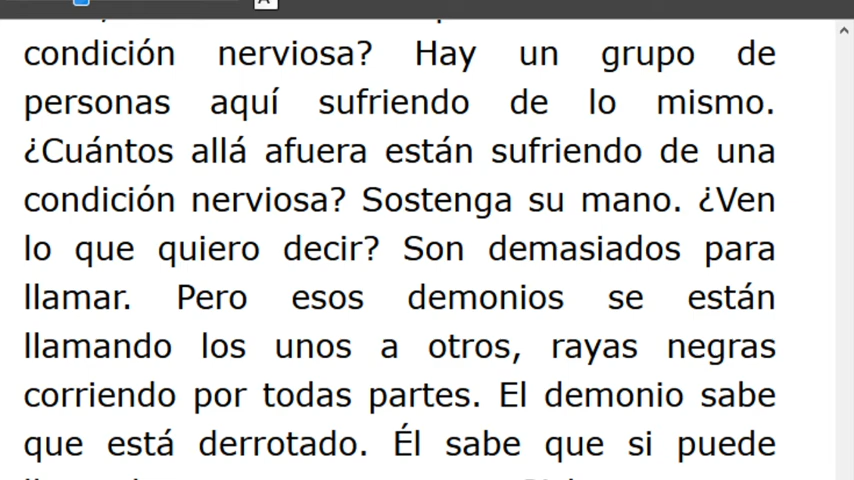 condición nerviosa? Hay un grupo de
personas aquí sufriendo de lo mismo.
¿Cuántos allá afuera están sufriendo de una
condición nerviosa? Sostenga su mano. ¿Ven
lo que quiero decir? Son demasiados para
llamar. Pero esos demonios se están
llamando los unos a otros, rayas negras
corriendo por todas partes. El demonio sabe
que está derrotado. Él sabe que si puede